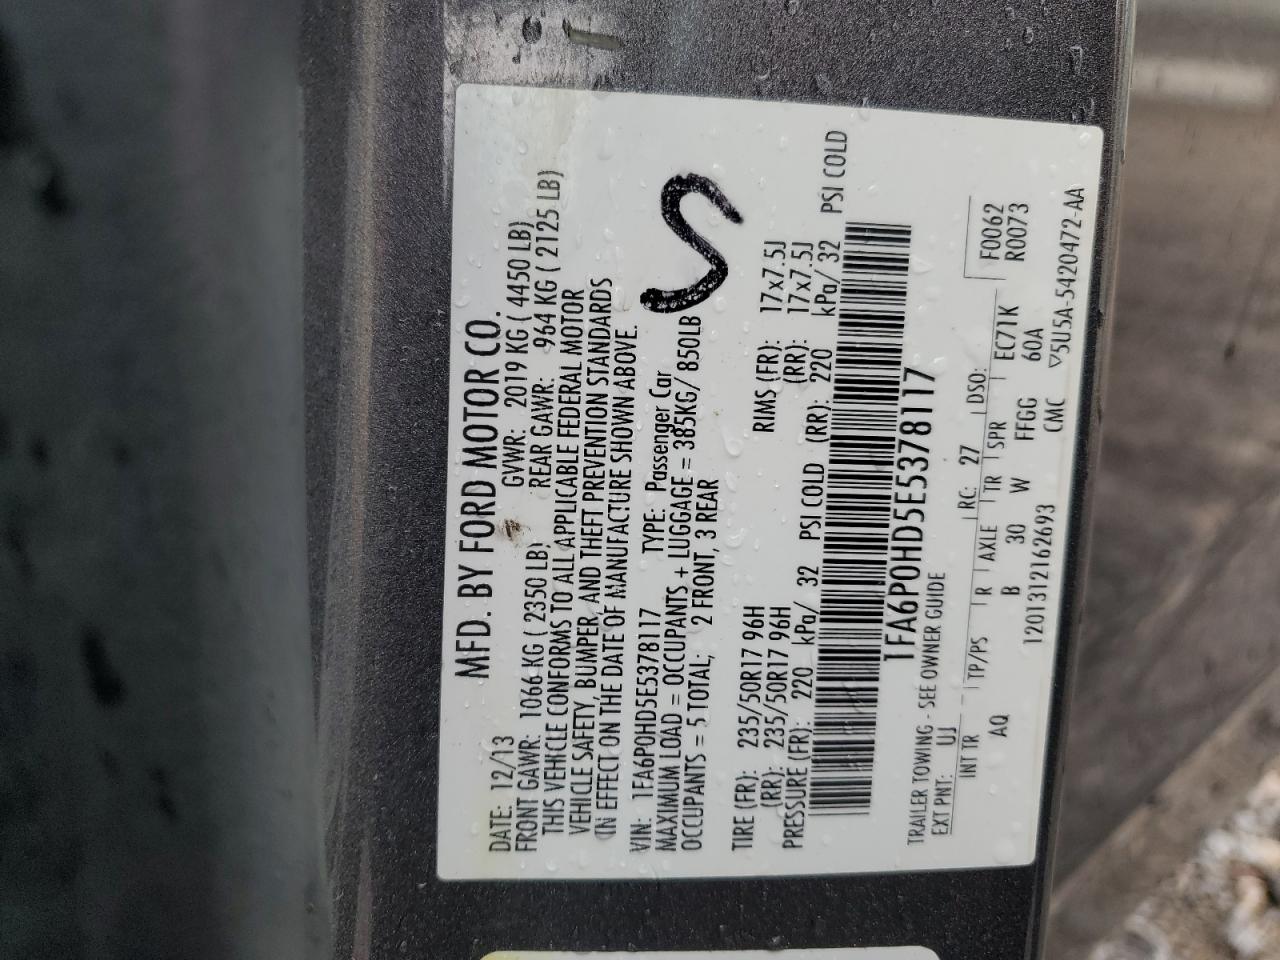 MFD. BY FORD MOTOR CO.
DATE: 12/13 GVWR: 2019 KG ( 4450 LB)
FRONT GAWR: 1066 KG ( 2350 LB) REAR GAWR: 964 KG ( 2125 LB)
THIS VEHICLE CONFORMS TO ALL APPLICABLE FEDERAL MOTOR
VEHICLE SAFETY, BUMPER, AND THEFT PREVENTION STANDARDS
IN EFFECT ON THE DATE OF MANUFACTURE SHOWN ABOVE.
VIN: 1FA6P0HD5E5378117 TYPE: Passenger Car
MAXIMUM LOAD = OCCUPANTS + LUGGAGE = 385KG/ 850LB
OCCUPANTS = 5 TOTAL; 2 FRONT, 3 REAR
TIRE (FR): 235/50R17 96H RIMS (FR): 17x7.5J
(RR): 235/50R17 96H (RR): 17x7.5J
PRESSURE (FR): 220 kPa/ 32 PSI COLD (RR): 220 kPa/ 32 PSI COLD
1FA6P0HD5E5378117
TRAILER TOWING - SEE OWNER GUIDE
EXT PNT: UJ RC: 27 DSO: F0062
INT TR TP/PS R AXLE TR SPR EC71K R0073
AQ B 30 W FFGG 60A
1201312162693 CMC ▽5U5A-5420472-AA